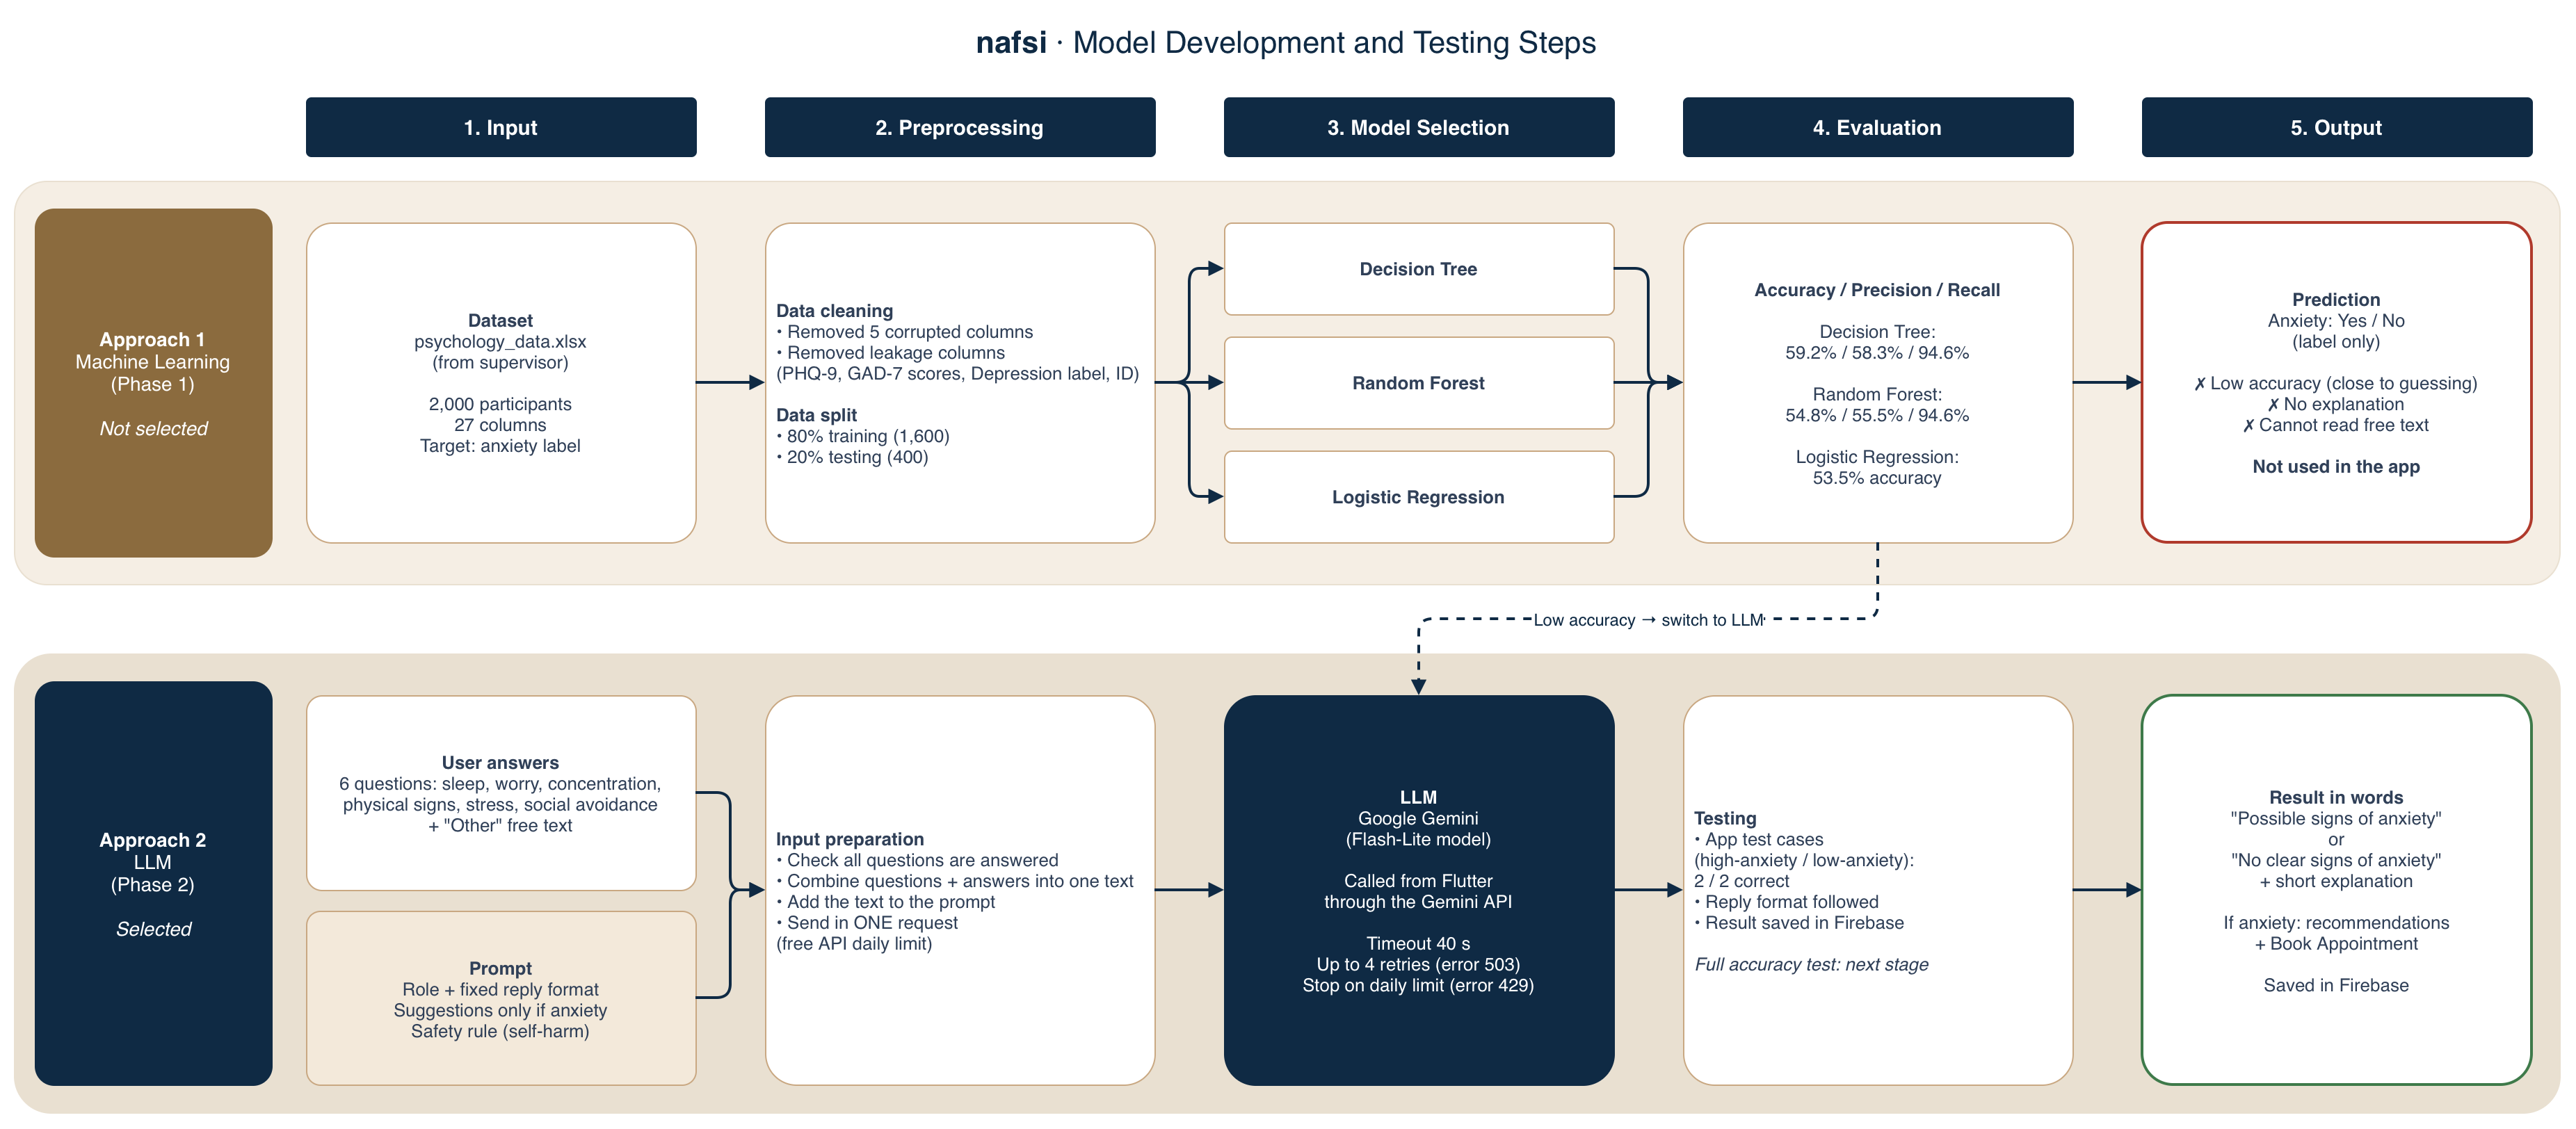 nafsi · Model Development and Testing Steps
1. Input
2. Preprocessing
3. Model Selection
4. Evaluation
5. Output
Approach 1
Machine Learning
(Phase 1)
Not selected
Dataset
psychology_data.xlsx
(from supervisor)
2,000 participants
27 columns
Target: anxiety label
Data cleaning
• Removed 5 corrupted columns
• Removed leakage columns
(PHQ-9, GAD-7 scores, Depression label, ID)
Data split
• 80% training (1,600)
• 20% testing (400)
Decision Tree
Random Forest
Logistic Regression
Accuracy / Precision / Recall
Decision Tree:
59.2% / 58.3% / 94.6%
Random Forest:
54.8% / 55.5% / 94.6%
Logistic Regression:
53.5% accuracy
Prediction
Anxiety: Yes / No
(label only)
✗ Low accuracy (close to guessing)
✗ No explanation
✗ Cannot read free text
Not used in the app
Low accuracy → switch to LLM
Approach 2
LLM
(Phase 2)
Selected
User answers
6 questions: sleep, worry, concentration,
physical signs, stress, social avoidance
+ "Other" free text
Prompt
Role + fixed reply format
Suggestions only if anxiety
Safety rule (self-harm)
Input preparation
• Check all questions are answered
• Combine questions + answers into one text
• Add the text to the prompt
• Send in ONE request
(free API daily limit)
LLM
Google Gemini
(Flash-Lite model)
Called from Flutter
through the Gemini API
Timeout 40 s
Up to 4 retries (error 503)
Stop on daily limit (error 429)
Testing
• App test cases
(high-anxiety / low-anxiety):
2 / 2 correct
• Reply format followed
• Result saved in Firebase
Full accuracy test: next stage
Result in words
"Possible signs of anxiety"
or
"No clear signs of anxiety"
+ short explanation
If anxiety: recommendations
+ Book Appointment
Saved in Firebase